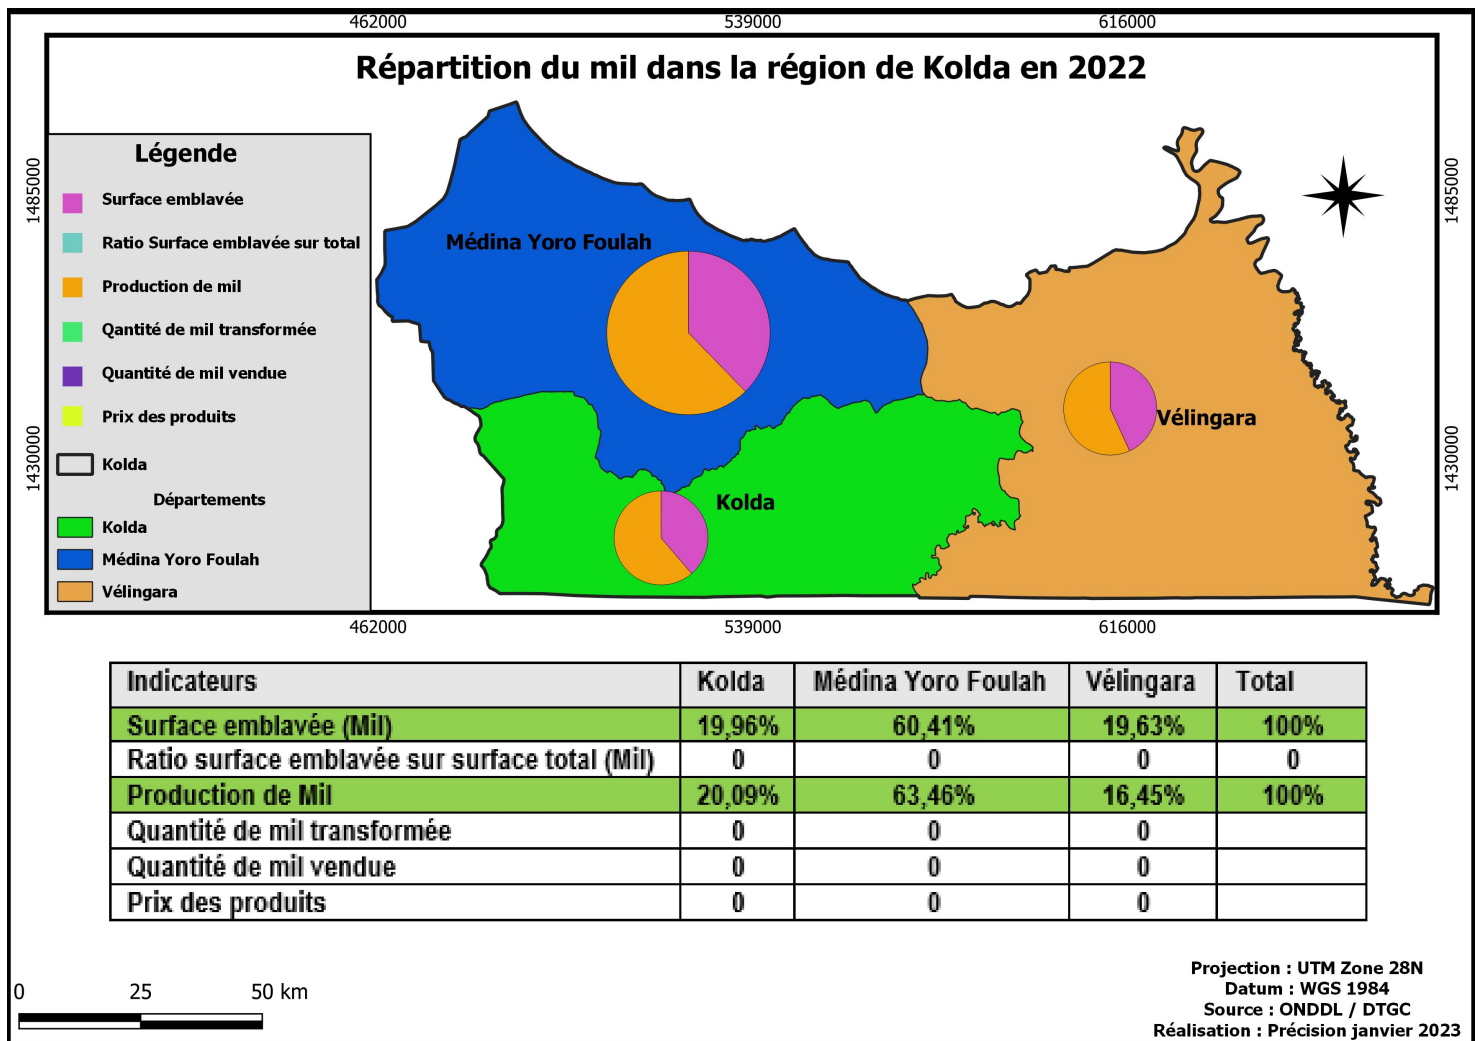 462000 539000 616000
Répartition du mil dans la région de Kolda en 2022
Légende
Surface emblavée
Ratio Surface emblavée sur total
Production de mil
Qantité de mil transformée
Quantité de mil vendue
Prix des produits
Kolda
Départements
Kolda
Médina Yoro Foulah
Vélingara
1485000
1430000
Médina Yoro Foulah
Vélingara
Kolda
1485000
1430000
462000 539000 616000
Indicateurs Kolda Médina Yoro Foulah Vélingara Total
Surface emblavée (Mil) 19,96% 60,41% 19,63% 100%
Ratio surface emblavée sur surface total (Mil) 0 0 0 0
Production de Mil 20,09% 63,46% 16,45% 100%
Quantité de mil transformée 0 0 0
Quantité de mil vendue 0 0 0
Prix des produits 0 0 0
0 25 50 km
Projection : UTM Zone 28N
Datum : WGS 1984
Source : ONDDL / DTGC
Réalisation : Précision janvier 2023